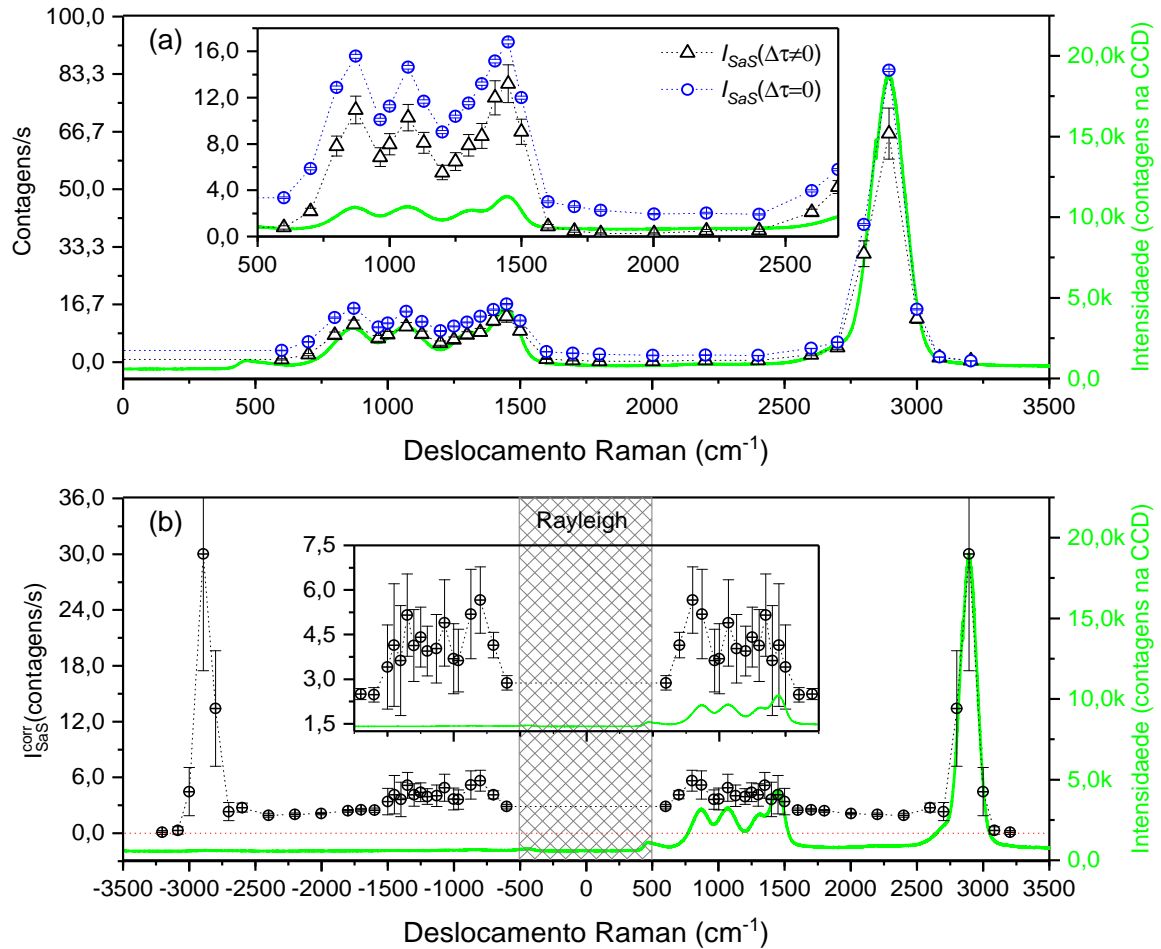 (a)
I_SaS(Δτ≠0)
I_SaS(Δτ=0)
16,0
12,0
8,0
4,0
0,0
500 1000 1500 2000 2500
100,0
83,3
66,7
50,0
33,3
16,7
0,0
Contagens/s
20,0k
15,0k
10,0k
5,0k
0,0
Intensidaede (contagens na CCD)
0 500 1000 1500 2000 2500 3000 3500
Deslocamento Raman (cm⁻¹)
(b)
Rayleigh
7,5
6,0
4,5
3,0
1,5
36,0
30,0
24,0
18,0
12,0
6,0
0,0
I^corr_SaS(contagens/s)
20,0k
15,0k
10,0k
5,0k
0,0
Intensidaede (contagens na CCD)
-3500 -3000 -2500 -2000 -1500 -1000 -500 0 500 1000 1500 2000 2500 3000 3500
Deslocamento Raman (cm⁻¹)